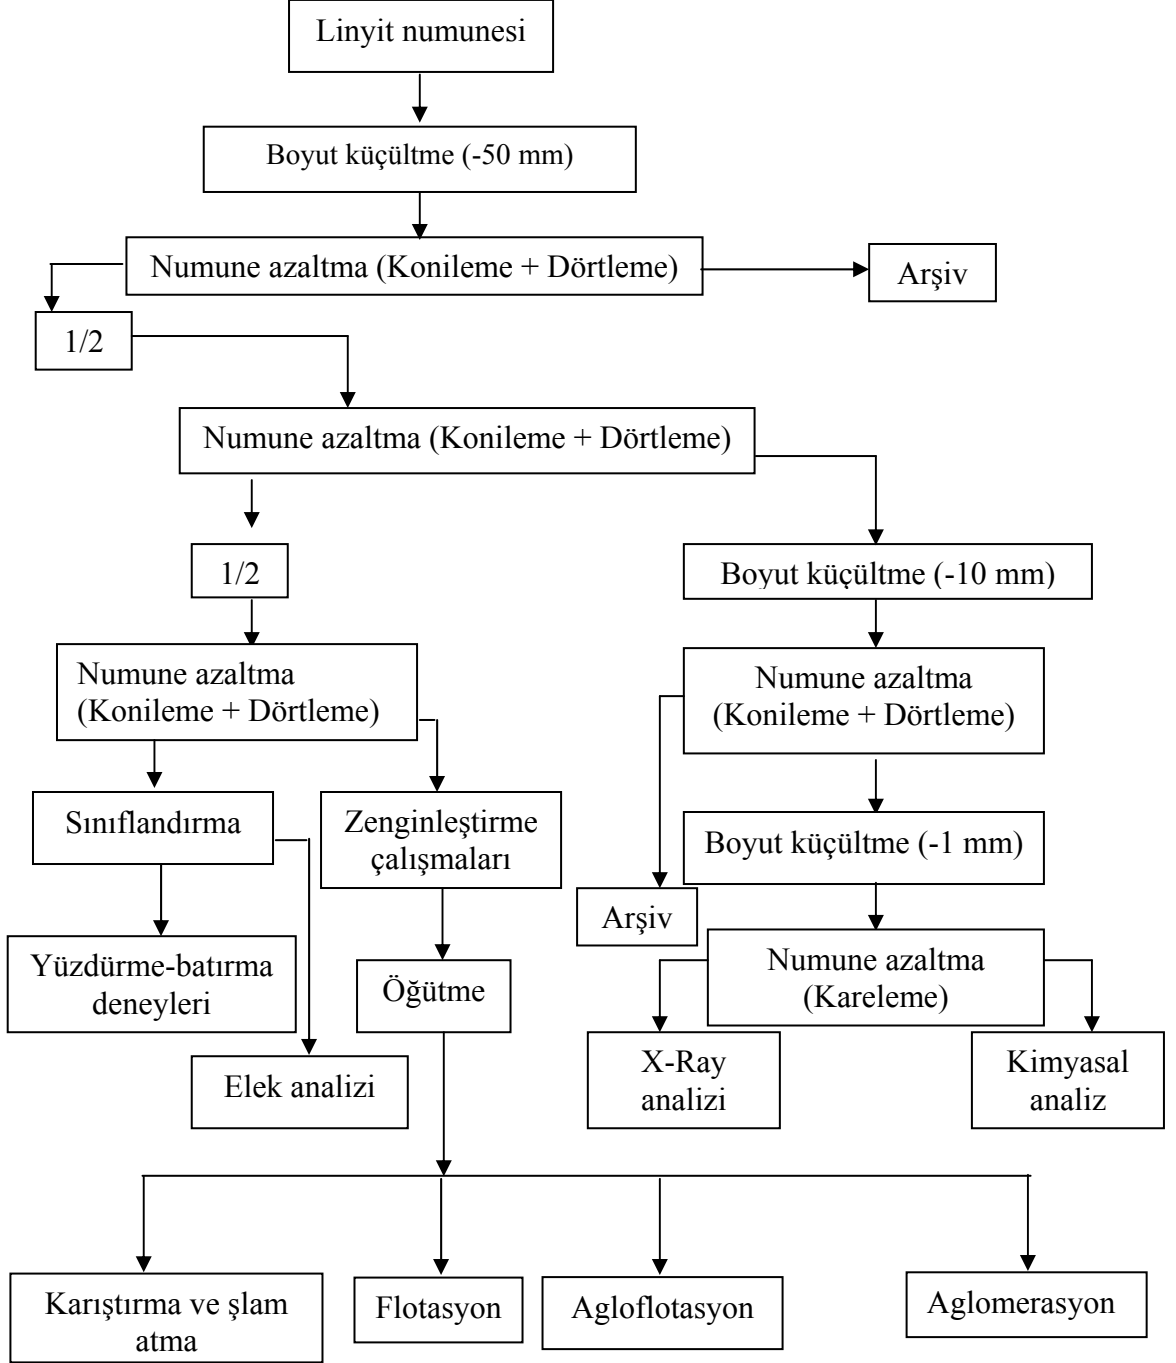 Linyit numunesi
Boyut küçültme (-50 mm)
Numune azaltma (Konileme + Dörtleme)
Arşiv
1/2
Numune azaltma (Konileme + Dörtleme)
1/2
Boyut küçültme (-10 mm)
Numune azaltma
(Konileme + Dörtleme)
Numune azaltma
(Konileme + Dörtleme)
Sınıflandırma
Zenginleştirme
çalışmaları
Boyut küçültme (-1 mm)
Arşiv
Yüzdürme-batırma
deneyleri
Öğütme
Numune azaltma
(Kareleme)
Elek analizi
X-Ray
analizi
Kimyasal
analiz
Karıştırma ve şlam
atma
Flotasyon
Agloflotasyon
Aglomerasyon